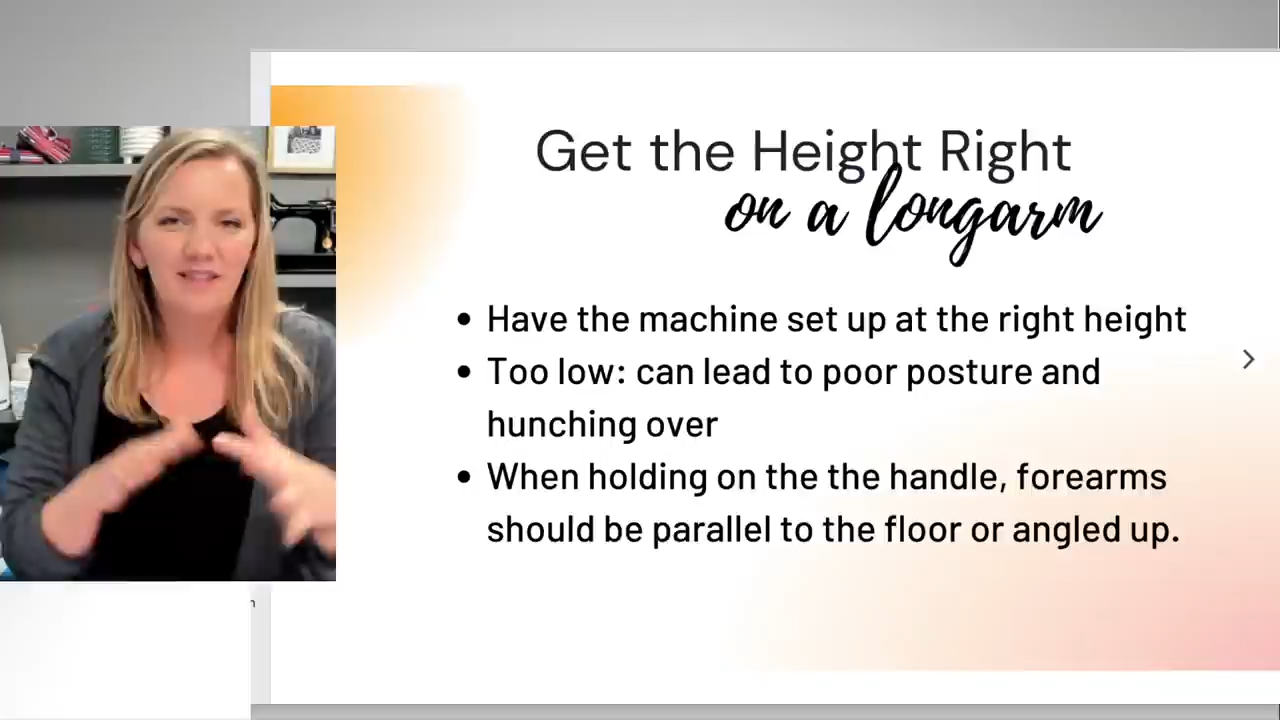 Get the Height Right
on a longarm
• Have the machine set up at the right height
• Too low: can lead to poor posture and
hunching over
• When holding on the the handle, forearms
should be parallel to the floor or angled up.
n